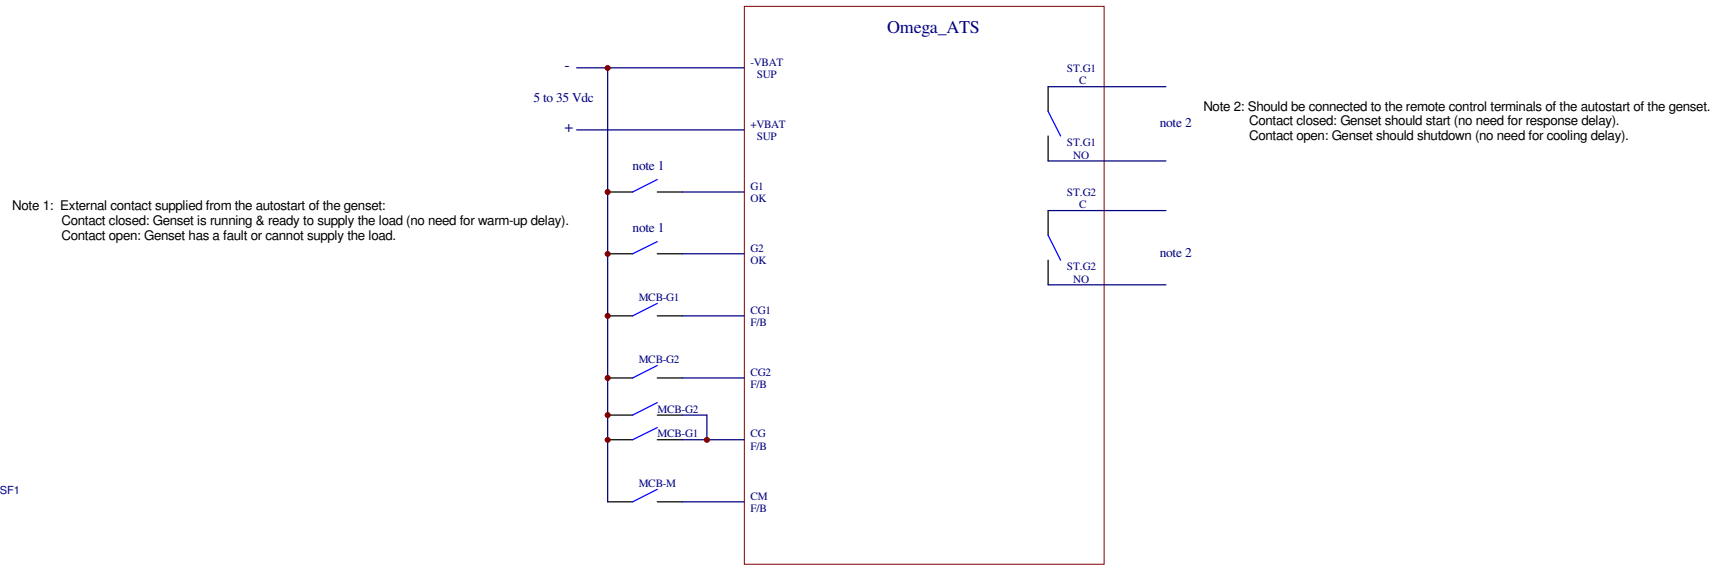 Omega_ATS
-
5 to 35 Vdc
+
-VBAT
SUP
+VBAT
SUP
note 1
G1
OK
note 1
G2
OK
MCB-G1
CG1
F/B
MCB-G2
CG2
F/B
MCB-G2
MCB-G1
CG
F/B
MCB-M
CM
F/B
ST.G1
C
note 2
ST.G1
NO
ST.G2
C
note 2
ST.G2
NO
Note 1: External contact supplied from the autostart of the genset:
Contact closed: Genset is running & ready to supply the load (no need for warm-up delay).
Contact open: Genset has a fault or cannot supply the load.
Note 2: Should be connected to the remote control terminals of the autostart of the genset.
Contact closed: Genset should start (no need for response delay).
Contact open: Genset should shutdown (no need for cooling delay).
SF1